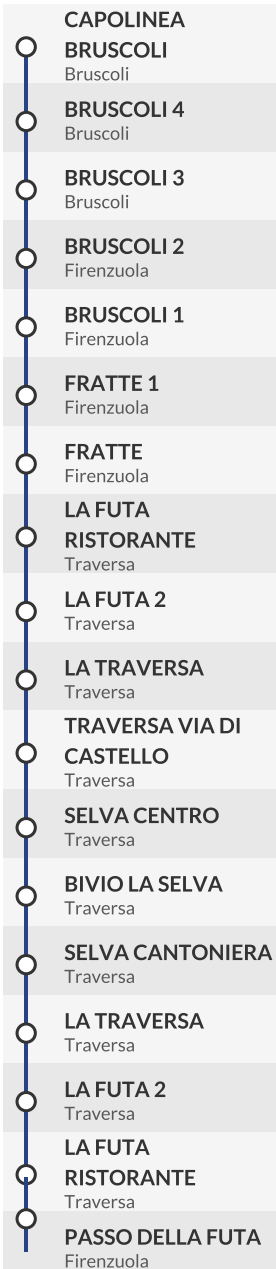 CAPOLINEA
BRUSCOLI
Bruscoli
BRUSCOLI 4
Bruscoli
BRUSCOLI 3
Bruscoli
BRUSCOLI 2
Firenzuola
BRUSCOLI 1
Firenzuola
FRATTE 1
Firenzuola
FRATTE
Firenzuola
LA FUTA
RISTORANTE
Traversa
LA FUTA 2
Traversa
LA TRAVERSA
Traversa
TRAVERSA VIA DI
CASTELLO
Traversa
SELVA CENTRO
Traversa
BIVIO LA SELVA
Traversa
SELVA CANTONIERA
Traversa
LA TRAVERSA
Traversa
LA FUTA 2
Traversa
LA FUTA
RISTORANTE
Traversa
PASSO DELLA FUTA
Firenzuola